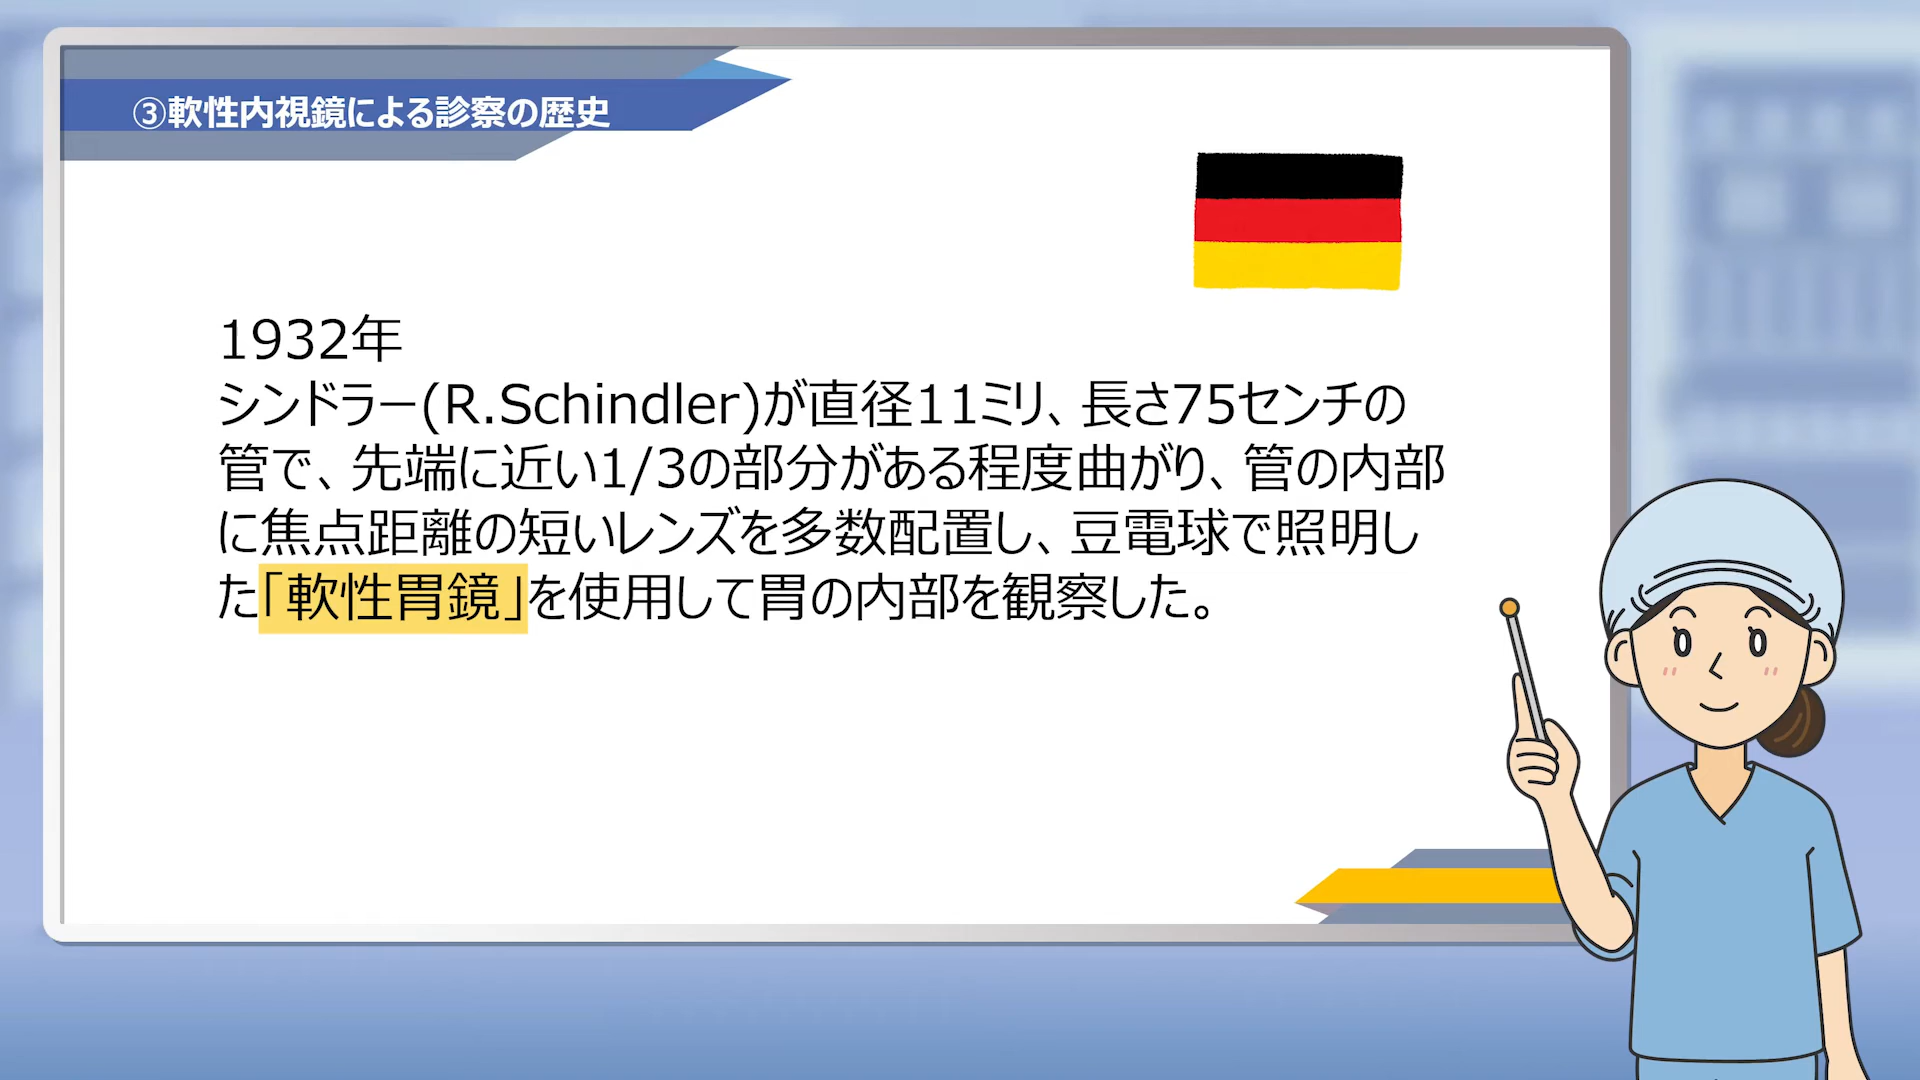 ③軟性内視鏡による診察の歴史
1932年
シンドラー(R.Schindler)が直径11ミリ、長さ75センチの
管で、先端に近い1/3の部分がある程度曲がり、管の内部
に焦点距離の短いレンズを多数配置し、豆電球で照明し
た「軟性胃鏡」を使用して胃の内部を観察した。